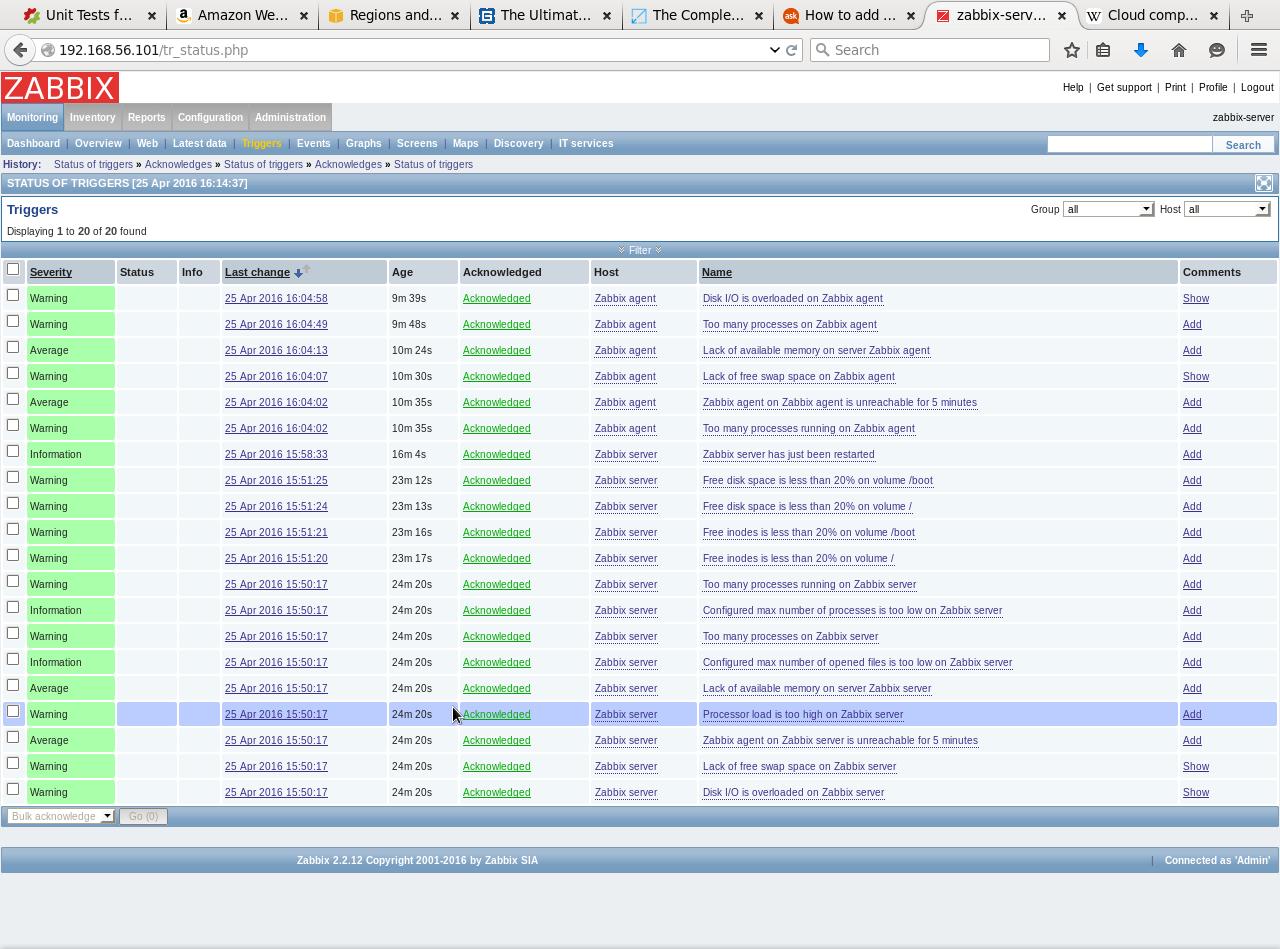 Unit Tests f...
Amazon We...
Regions and...
The Ultimat...
The Comple...
ask How to add ...
zabbix-serv...
W Cloud comp...
192.168.56.101/tr_status.php
Search
ZABBIX
Help | Get support | Print | Profile | Logout
Monitoring Inventory Reports Configuration Administration
zabbix-server
Dashboard | Overview | Web | Latest data | Triggers | Events | Graphs | Screens | Maps | Discovery | IT services
Search
History: Status of triggers » Acknowledges » Status of triggers » Acknowledges » Status of triggers
STATUS OF TRIGGERS [25 Apr 2016 16:14:37]
Triggers
Group all Host all
Displaying 1 to 20 of 20 found
Filter
Severity Status Info Last change Age Acknowledged Host Name Comments
Warning 25 Apr 2016 16:04:58 9m 39s Acknowledged Zabbix agent Disk I/O is overloaded on Zabbix agent Show
Warning 25 Apr 2016 16:04:49 9m 48s Acknowledged Zabbix agent Too many processes on Zabbix agent Add
Average 25 Apr 2016 16:04:13 10m 24s Acknowledged Zabbix agent Lack of available memory on server Zabbix agent Add
Warning 25 Apr 2016 16:04:07 10m 30s Acknowledged Zabbix agent Lack of free swap space on Zabbix agent Show
Average 25 Apr 2016 16:04:02 10m 35s Acknowledged Zabbix agent Zabbix agent on Zabbix agent is unreachable for 5 minutes Add
Warning 25 Apr 2016 16:04:02 10m 35s Acknowledged Zabbix agent Too many processes running on Zabbix agent Add
Information 25 Apr 2016 15:58:33 16m 4s Acknowledged Zabbix server Zabbix server has just been restarted Add
Warning 25 Apr 2016 15:51:25 23m 12s Acknowledged Zabbix server Free disk space is less than 20% on volume /boot Add
Warning 25 Apr 2016 15:51:24 23m 13s Acknowledged Zabbix server Free disk space is less than 20% on volume / Add
Warning 25 Apr 2016 15:51:21 23m 16s Acknowledged Zabbix server Free inodes is less than 20% on volume /boot Add
Warning 25 Apr 2016 15:51:20 23m 17s Acknowledged Zabbix server Free inodes is less than 20% on volume / Add
Warning 25 Apr 2016 15:50:17 24m 20s Acknowledged Zabbix server Too many processes running on Zabbix server Add
Information 25 Apr 2016 15:50:17 24m 20s Acknowledged Zabbix server Configured max number of processes is too low on Zabbix server Add
Warning 25 Apr 2016 15:50:17 24m 20s Acknowledged Zabbix server Too many processes on Zabbix server Add
Information 25 Apr 2016 15:50:17 24m 20s Acknowledged Zabbix server Configured max number of opened files is too low on Zabbix server Add
Average 25 Apr 2016 15:50:17 24m 20s Acknowledged Zabbix server Lack of available memory on server Zabbix server Add
Warning 25 Apr 2016 15:50:17 24m 20s Acknowledged Zabbix server Processor load is too high on Zabbix server Add
Average 25 Apr 2016 15:50:17 24m 20s Acknowledged Zabbix server Zabbix agent on Zabbix server is unreachable for 5 minutes Add
Warning 25 Apr 2016 15:50:17 24m 20s Acknowledged Zabbix server Lack of free swap space on Zabbix server Show
Warning 25 Apr 2016 15:50:17 24m 20s Acknowledged Zabbix server Disk I/O is overloaded on Zabbix server Show
Bulk acknowledge Go (0)
Zabbix 2.2.12 Copyright 2001-2016 by Zabbix SIA | Connected as 'Admin'